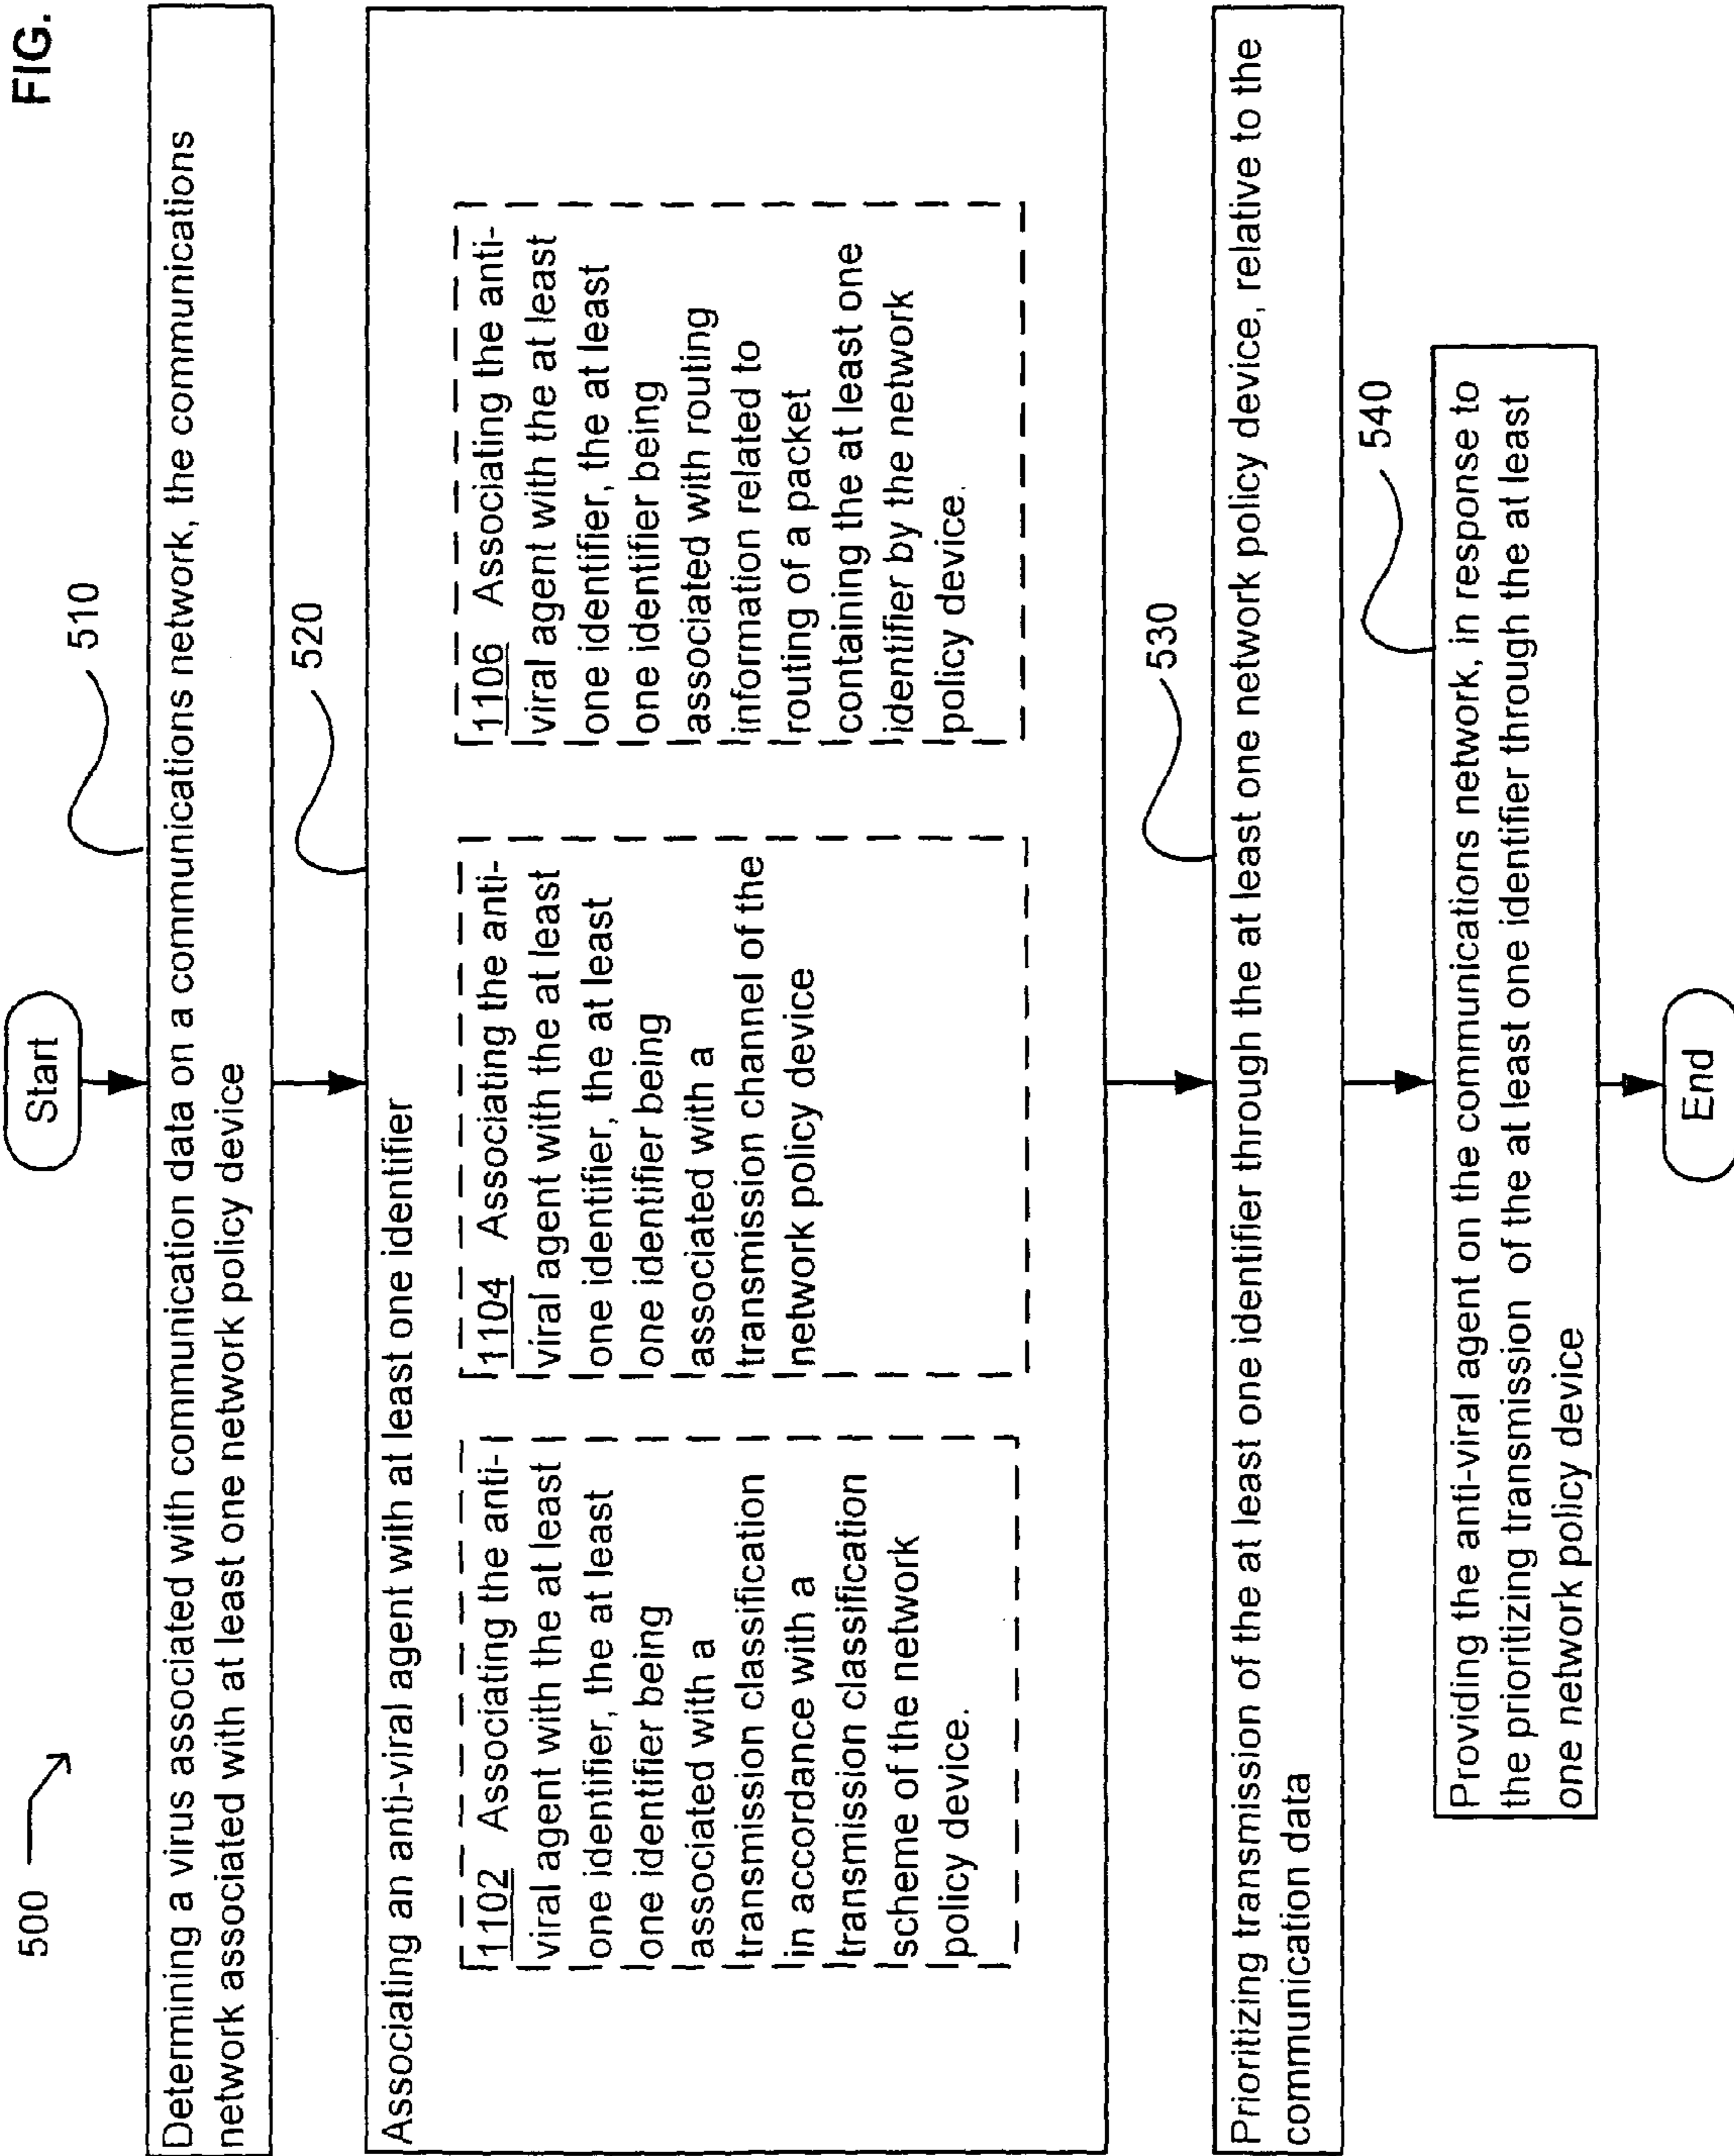 FIG.
500
Start
510
Determining a virus associated with communication data on a communications network, the communications
network associated with at least one network policy device
520
Associating an anti-viral agent with at least one identifier
1102 Associating the anti-
viral agent with the at least
one identifier, the at least
one identifier being
associated with a
transmission classification
in accordance with a
transmission classification
scheme of the network
policy device.
1104 Associating the anti-
viral agent with the at least
one identifier, the at least
one identifier being
associated with a
transmission channel of the
network policy device
1106 Associating the anti-
viral agent with the at least
one identifier, the at least
one identifier being
associated with routing
information related to
routing of a packet
containing the at least one
identifier by the network
policy device.
530
Prioritizing transmission of the at least one identifier through the at least one network policy device, relative to the
communication data
540
Providing the anti-viral agent on the communications network, in response to
the prioritizing transmission of the at least one identifier through the at least
one network policy device
End